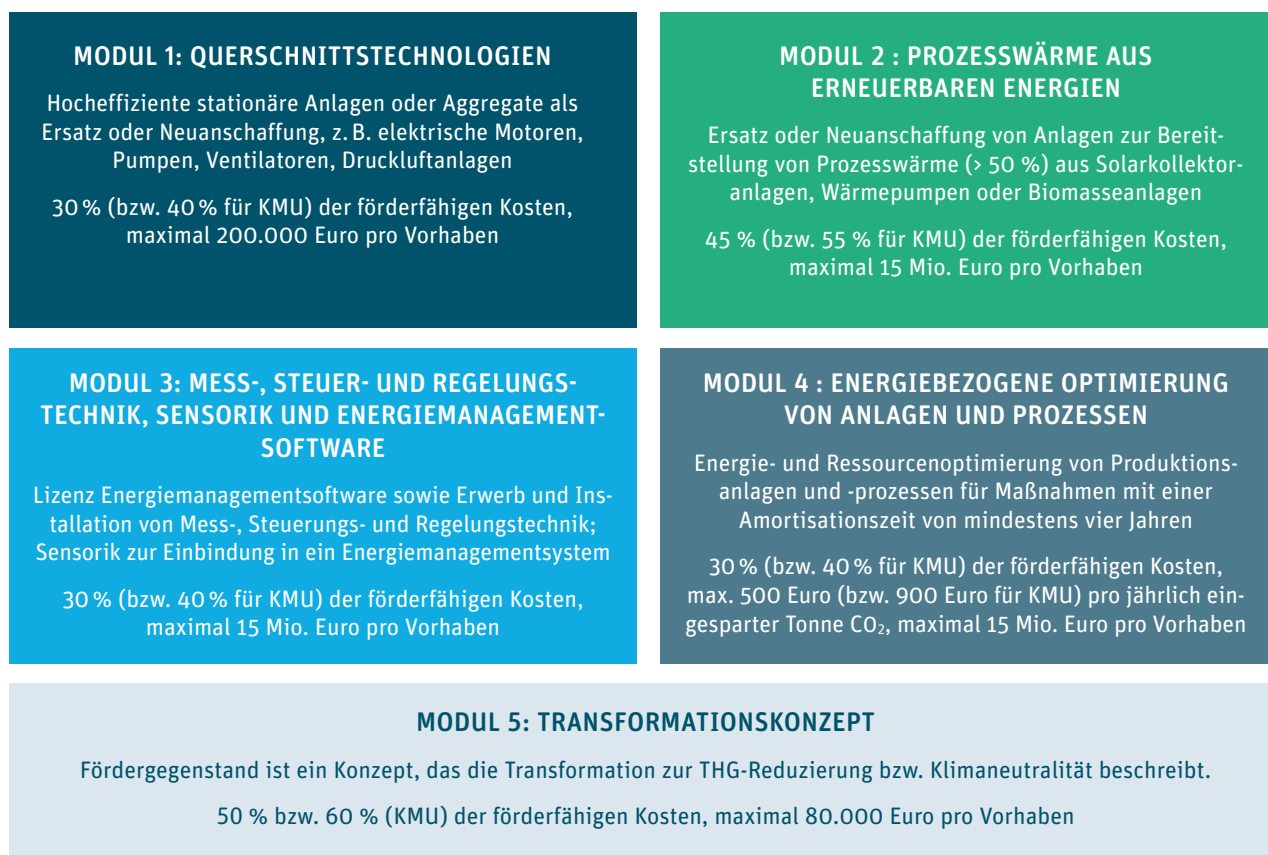 MODUL 1: QUERSCHNITTSTECHNOLOGIEN
Hocheffiziente stationäre Anlagen oder Aggregate als
Ersatz oder Neuanschaffung, z. B. elektrische Motoren,
Pumpen, Ventilatoren, Druckluftanlagen
30 % (bzw. 40 % für KMU) der förderfähigen Kosten,
maximal 200.000 Euro pro Vorhaben
MODUL 2 : PROZESSWÄRME AUS
ERNEUERBAREN ENERGIEN
Ersatz oder Neuanschaffung von Anlagen zur Bereit-
stellung von Prozesswärme (> 50 %) aus Solarkollektor-
anlagen, Wärmepumpen oder Biomasseanlagen
45 % (bzw. 55 % für KMU) der förderfähigen Kosten,
maximal 15 Mio. Euro pro Vorhaben
MODUL 3: MESS-, STEUER- UND REGELUNGS-
TECHNIK, SENSORIK UND ENERGIEMANAGEMENT-
SOFTWARE
Lizenz Energiemanagementsoftware sowie Erwerb und Ins-
tallation von Mess-, Steuerungs- und Regelungstechnik;
Sensorik zur Einbindung in ein Energiemanagementsystem
30 % (bzw. 40 % für KMU) der förderfähigen Kosten,
maximal 15 Mio. Euro pro Vorhaben
MODUL 4 : ENERGIEBEZOGENE OPTIMIERUNG
VON ANLAGEN UND PROZESSEN
Energie- und Ressourcenoptimierung von Produktions-
anlagen und -prozessen für Maßnahmen mit einer
Amortisationszeit von mindestens vier Jahren
30 % (bzw. 40 % für KMU) der förderfähigen Kosten,
max. 500 Euro (bzw. 900 Euro für KMU) pro jährlich ein-
gesparter Tonne CO₂, maximal 15 Mio. Euro pro Vorhaben
MODUL 5: TRANSFORMATIONSKONZEPT
Fördergegenstand ist ein Konzept, das die Transformation zur THG-Reduzierung bzw. Klimaneutralität beschreibt.
50 % bzw. 60 % (KMU) der förderfähigen Kosten, maximal 80.000 Euro pro Vorhaben